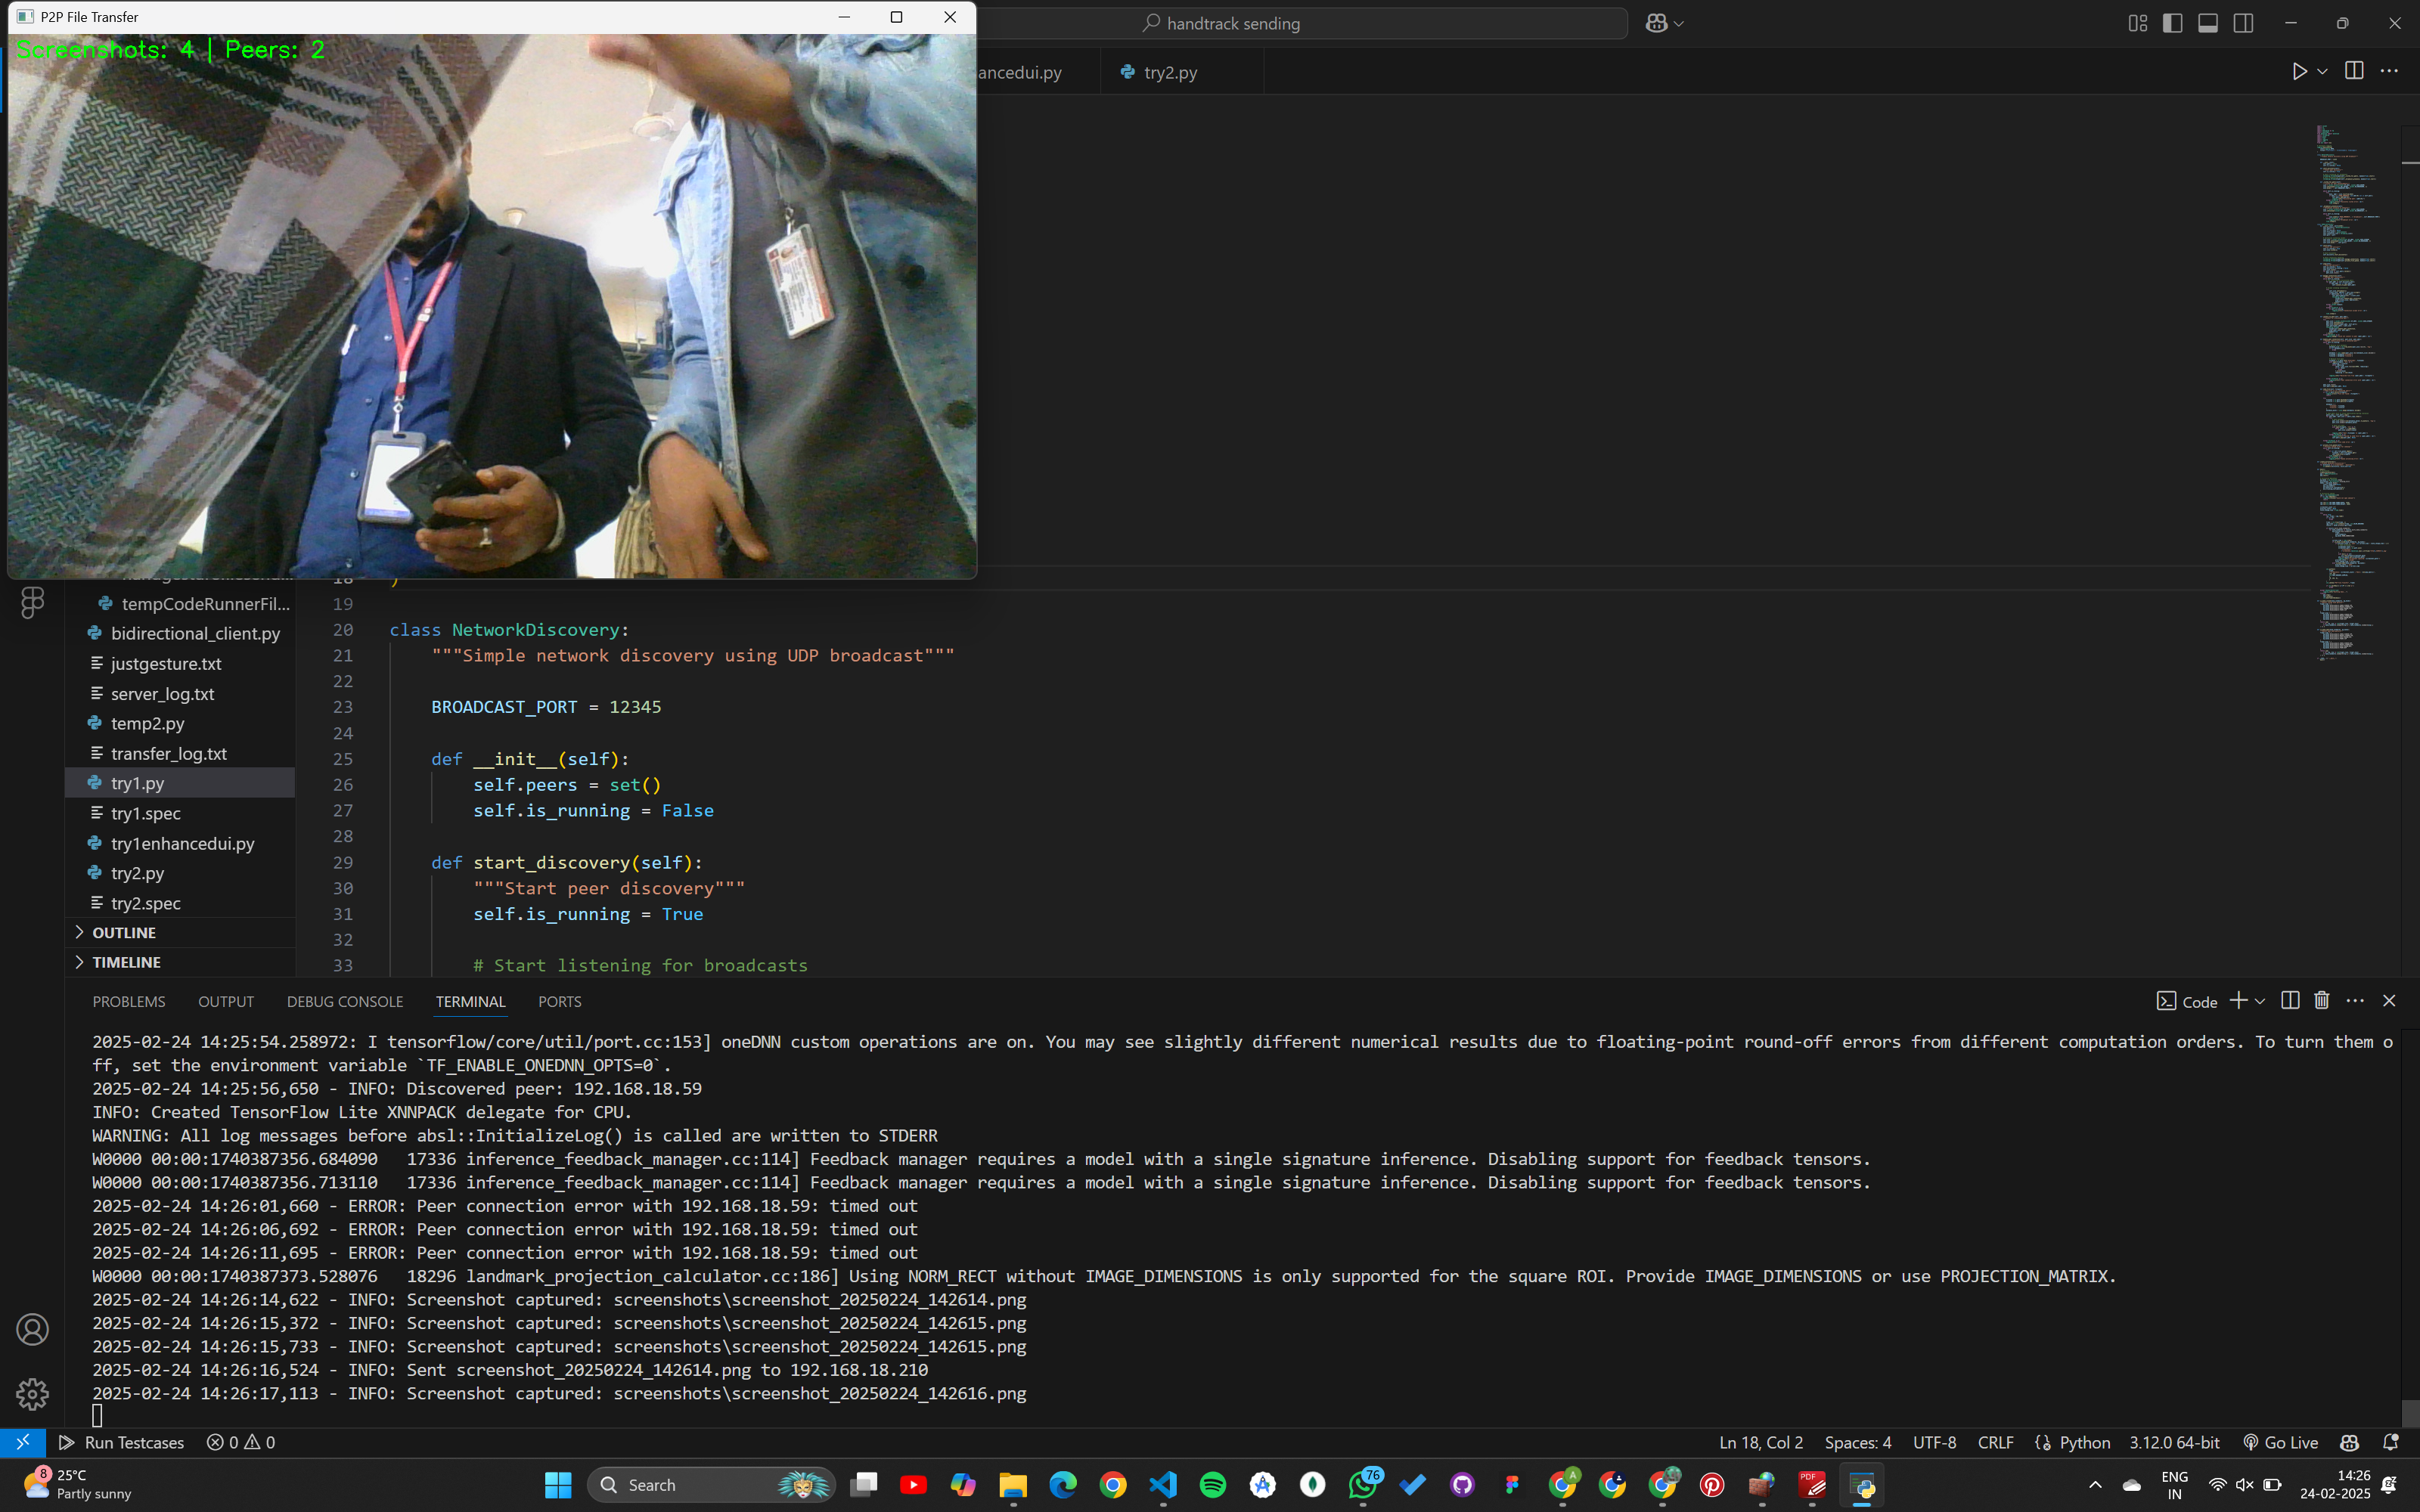 P2P File Transfer
Screenshots: 4 | Peers: 2
handtrack sending
ancedui.py
try2.py
18 )
tempCodeRunnerFil...
bidirectional_client.py
justgesture.txt
server_log.txt
temp2.py
transfer_log.txt
try1.py
try1.spec
try1enhancedui.py
try2.py
try2.spec
OUTLINE
TIMELINE
19
20 class NetworkDiscovery:
21 """Simple network discovery using UDP broadcast"""
22
23 BROADCAST_PORT = 12345
24
25 def __init__(self):
26 self.peers = set()
27 self.is_running = False
28
29 def start_discovery(self):
30 """Start peer discovery"""
31 self.is_running = True
32
33 # Start listening for broadcasts
PROBLEMS OUTPUT DEBUG CONSOLE TERMINAL PORTS
Code
2025-02-24 14:25:54.258972: I tensorflow/core/util/port.cc:153] oneDNN custom operations are on. You may see slightly different numerical results due to floating-point round-off errors from different computation orders. To turn them o
ff, set the environment variable `TF_ENABLE_ONEDNN_OPTS=0`.
2025-02-24 14:25:56,650 - INFO: Discovered peer: 192.168.18.59
INFO: Created TensorFlow Lite XNNPACK delegate for CPU.
WARNING: All log messages before absl::InitializeLog() is called are written to STDERR
W0000 00:00:1740387356.684090 17336 inference_feedback_manager.cc:114] Feedback manager requires a model with a single signature inference. Disabling support for feedback tensors.
W0000 00:00:1740387356.713110 17336 inference_feedback_manager.cc:114] Feedback manager requires a model with a single signature inference. Disabling support for feedback tensors.
2025-02-24 14:26:01,660 - ERROR: Peer connection error with 192.168.18.59: timed out
2025-02-24 14:26:06,692 - ERROR: Peer connection error with 192.168.18.59: timed out
2025-02-24 14:26:11,695 - ERROR: Peer connection error with 192.168.18.59: timed out
W0000 00:00:1740387373.528076 18296 landmark_projection_calculator.cc:186] Using NORM_RECT without IMAGE_DIMENSIONS is only supported for the square ROI. Provide IMAGE_DIMENSIONS or use PROJECTION_MATRIX.
2025-02-24 14:26:14,622 - INFO: Screenshot captured: screenshots\screenshot_20250224_142614.png
2025-02-24 14:26:15,372 - INFO: Screenshot captured: screenshots\screenshot_20250224_142615.png
2025-02-24 14:26:15,733 - INFO: Screenshot captured: screenshots\screenshot_20250224_142615.png
2025-02-24 14:26:16,524 - INFO: Sent screenshot_20250224_142614.png to 192.168.18.210
2025-02-24 14:26:17,113 - INFO: Screenshot captured: screenshots\screenshot_20250224_142616.png
Run Testcases 0 0 Ln 18, Col 2 Spaces: 4 UTF-8 CRLF Python 3.12.0 64-bit Go Live
8 25°C
Partly sunny
Search
76
A
PDF
ENG
IN
14:26
24-02-2025